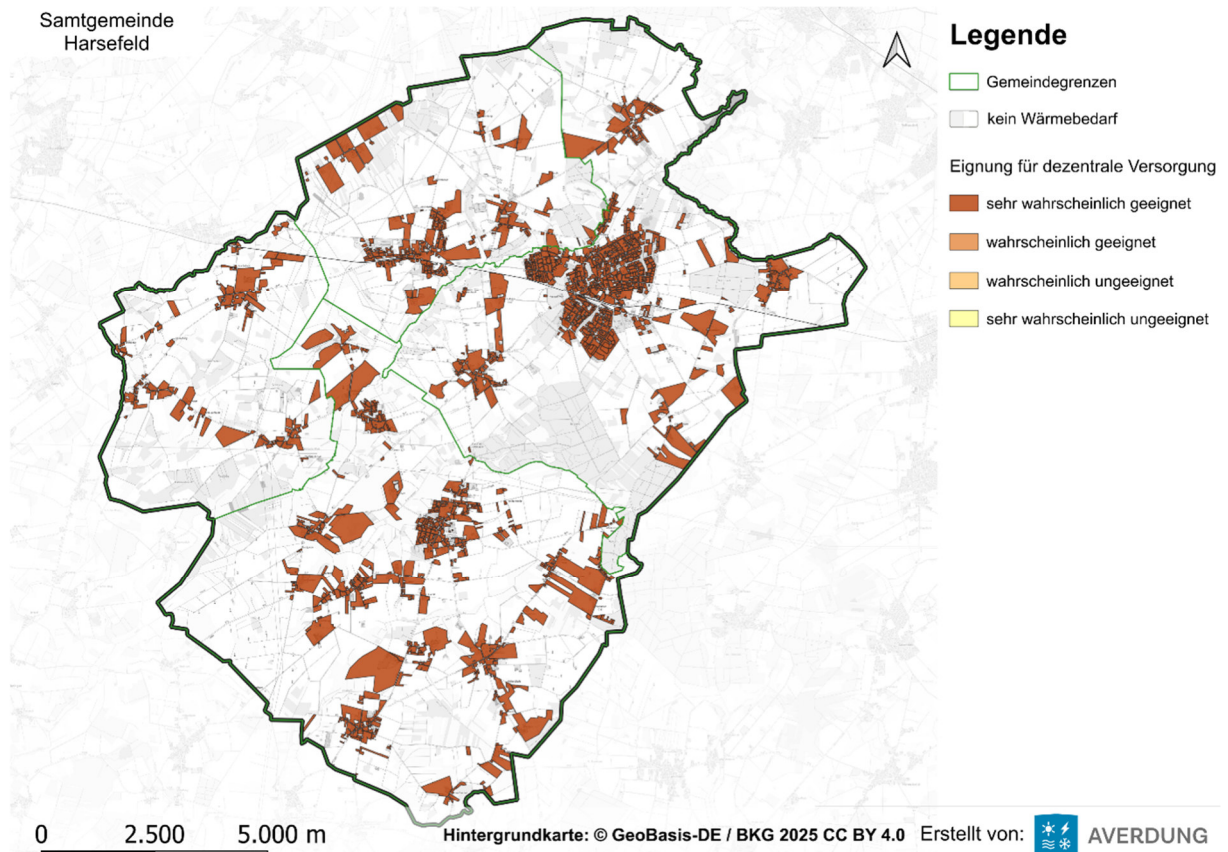 Samtgemeinde
Harsefeld
Legende
Gemeindegrenzen
kein Wärmebedarf
Eignung für dezentrale Versorgung
sehr wahrscheinlich geeignet
wahrscheinlich geeignet
wahrscheinlich ungeeignet
sehr wahrscheinlich ungeeignet
0 2.500 5.000 m
Hintergrundkarte: © GeoBasis-DE / BKG 2025 CC BY 4.0
Erstellt von: AVERDUNG